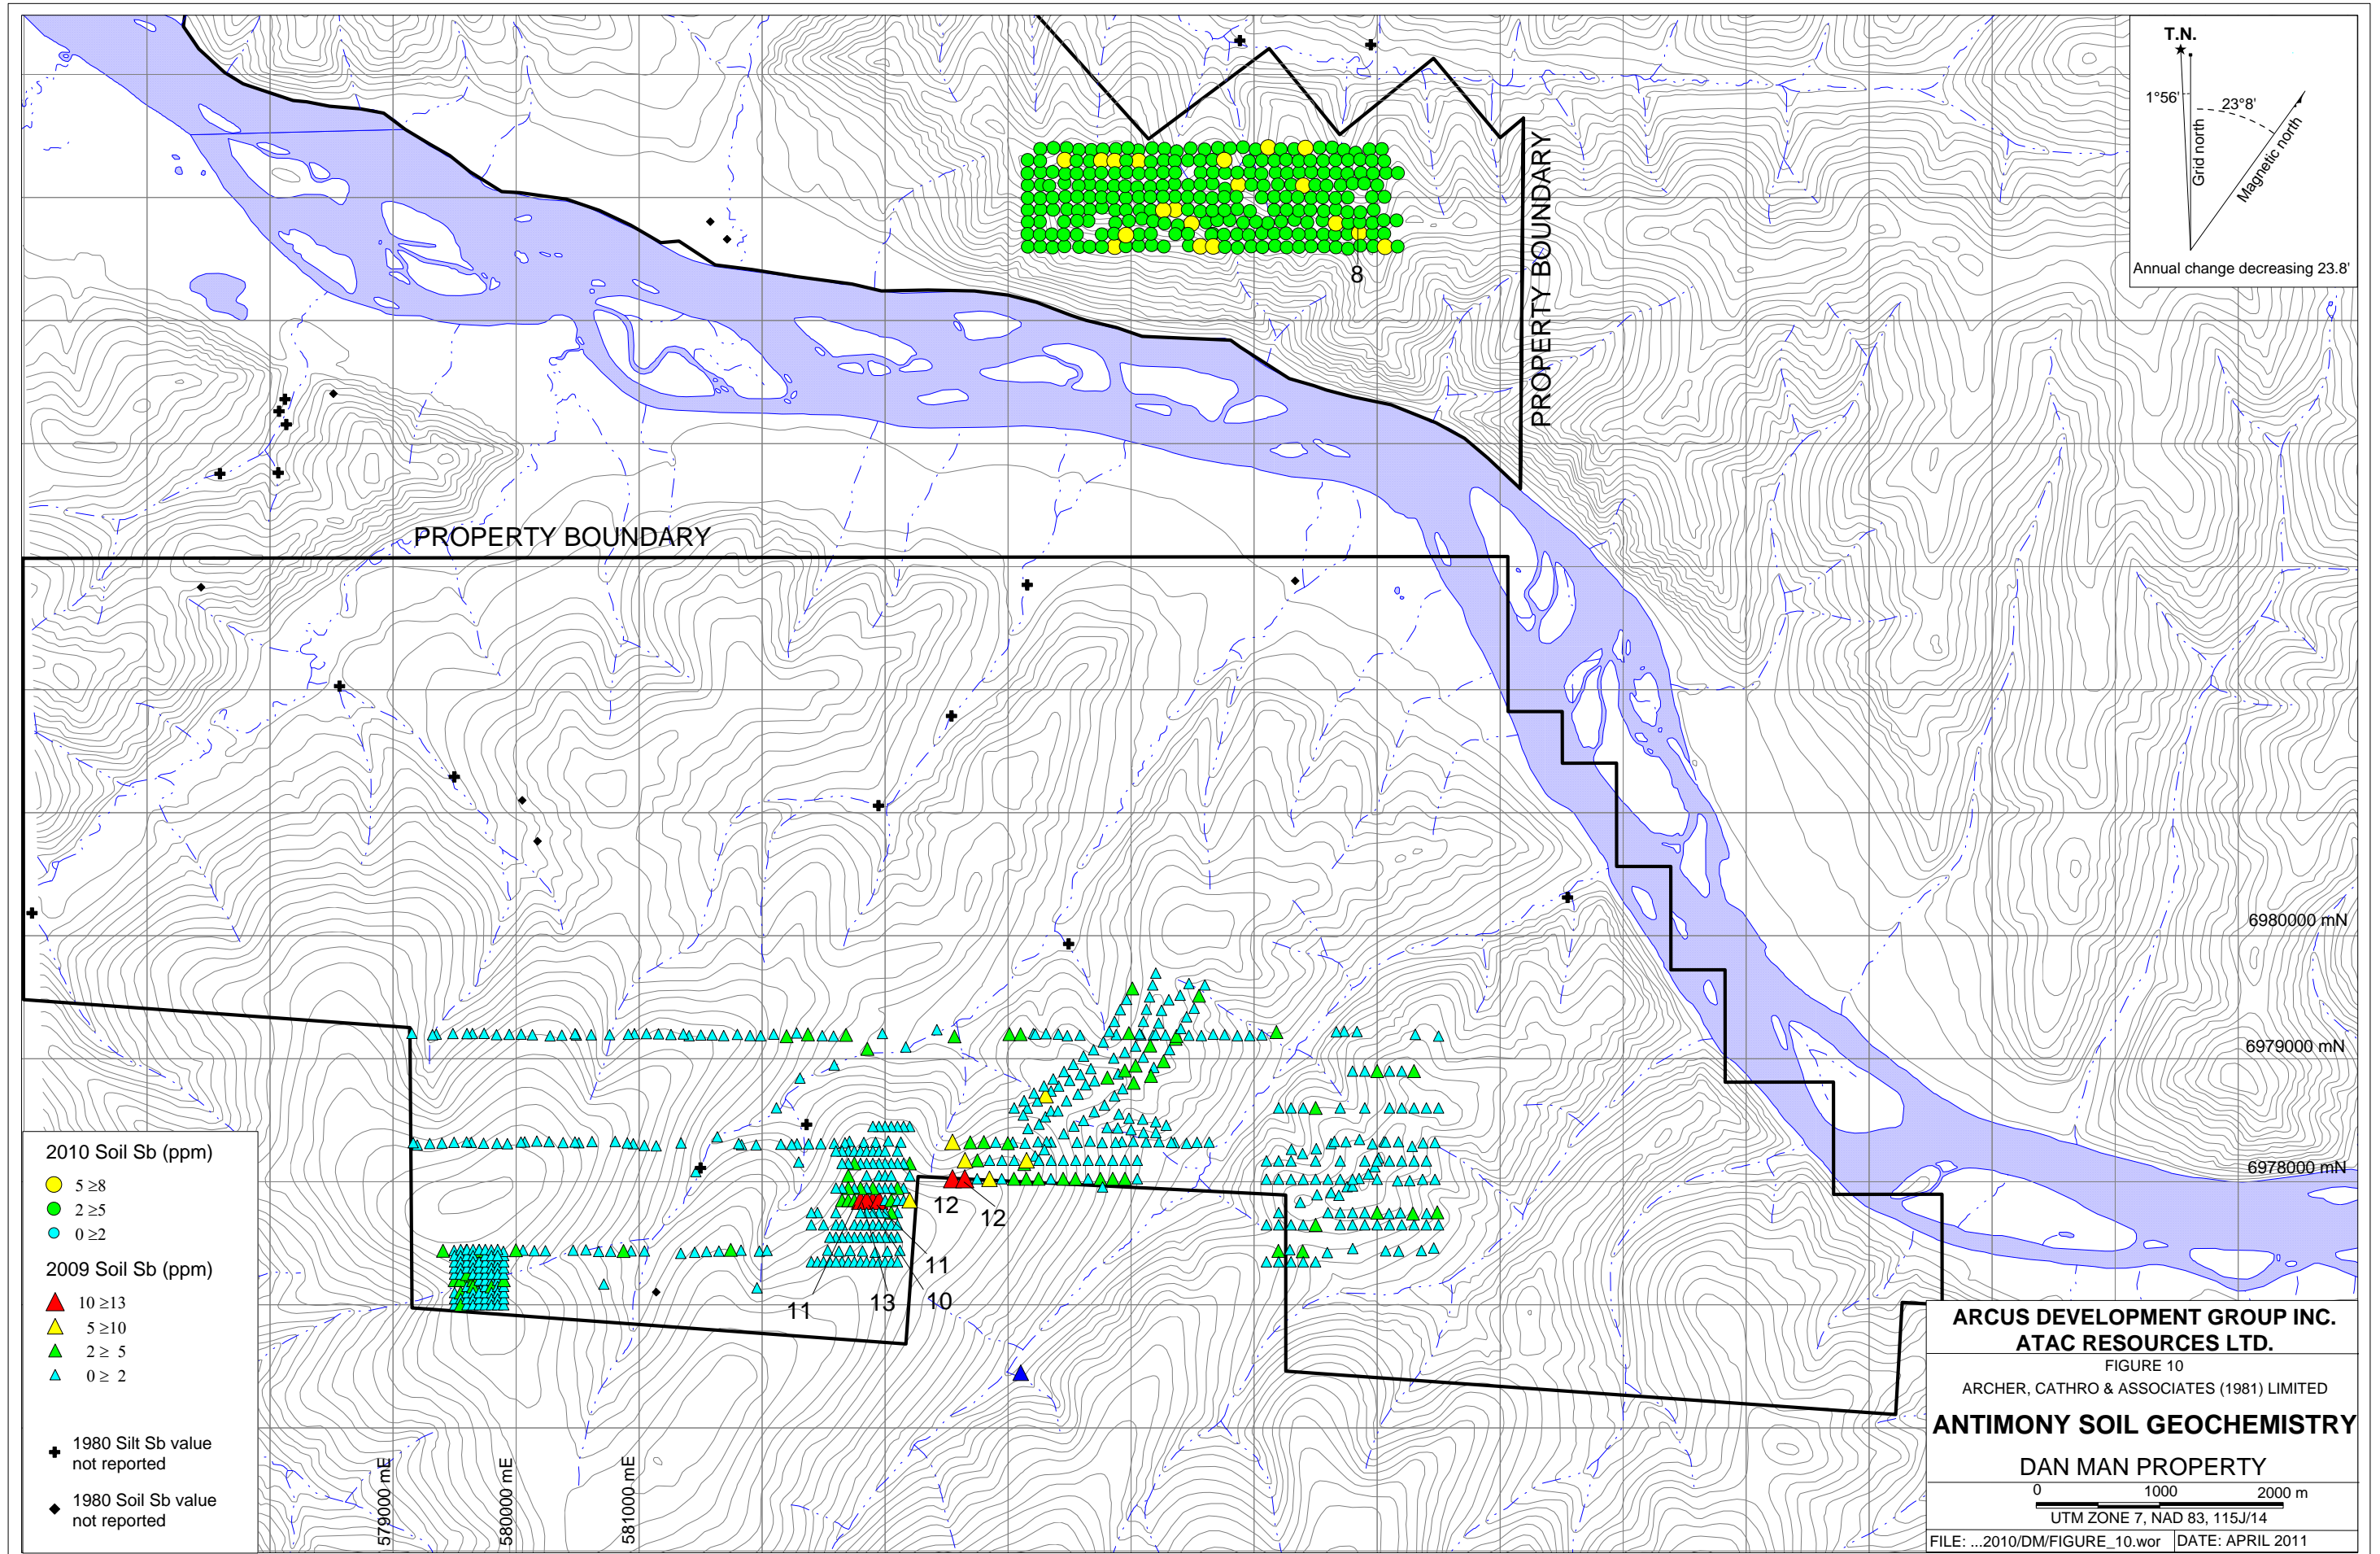 T.N.
1°56'
23°8'
Grid north
Magnetic north
Annual change decreasing 23.8'
PROPERTY BOUNDARY
8
PROPERTY BOUNDARY
6980000 mN
6979000 mN
6978000 mN
12
12
11
11
13
10
2010 Soil Sb (ppm)
5 ≥8
2 ≥5
0 ≥2
2009 Soil Sb (ppm)
10 ≥13
5 ≥10
2 ≥ 5
0 ≥ 2
1980 Silt Sb value
not reported
1980 Soil Sb value
not reported
579000 mE
580000 mE
581000 mE
ARCUS DEVELOPMENT GROUP INC.
ATAC RESOURCES LTD.
FIGURE 10
ARCHER, CATHRO & ASSOCIATES (1981) LIMITED
ANTIMONY SOIL GEOCHEMISTRY
DAN MAN PROPERTY
0 1000 2000 m
UTM ZONE 7, NAD 83, 115J/14
FILE: ...2010/DM/FIGURE_10.wor DATE: APRIL 2011